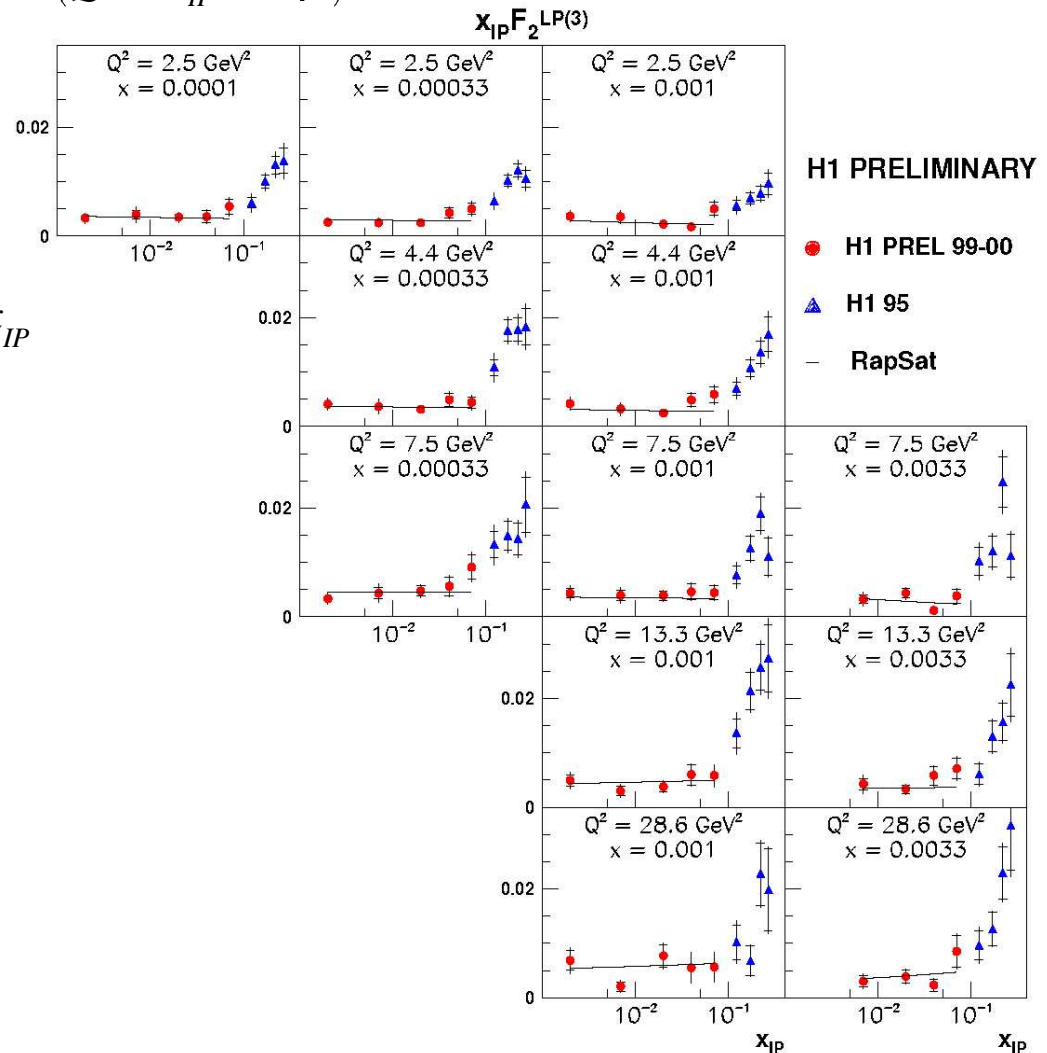 x_IP F_2^LP(3)
Q² = 2.5 GeV²
x = 0.0001
Q² = 2.5 GeV²
x = 0.00033
Q² = 2.5 GeV²
x = 0.001
0.02
0
10⁻² 10⁻¹
H1 PRELIMINARY
H1 PREL 99-00
H1 95
RapSat
Q² = 4.4 GeV²
x = 0.00033
Q² = 4.4 GeV²
x = 0.001
0.02
0
IP
Q² = 7.5 GeV²
x = 0.00033
Q² = 7.5 GeV²
x = 0.001
Q² = 7.5 GeV²
x = 0.0033
0.02
0
10⁻² 10⁻¹
Q² = 13.3 GeV²
x = 0.001
Q² = 13.3 GeV²
x = 0.0033
0.02
0
Q² = 28.6 GeV²
x = 0.001
Q² = 28.6 GeV²
x = 0.0033
0.02
0
10⁻² 10⁻¹ 10⁻² 10⁻¹
x_IP x_IP